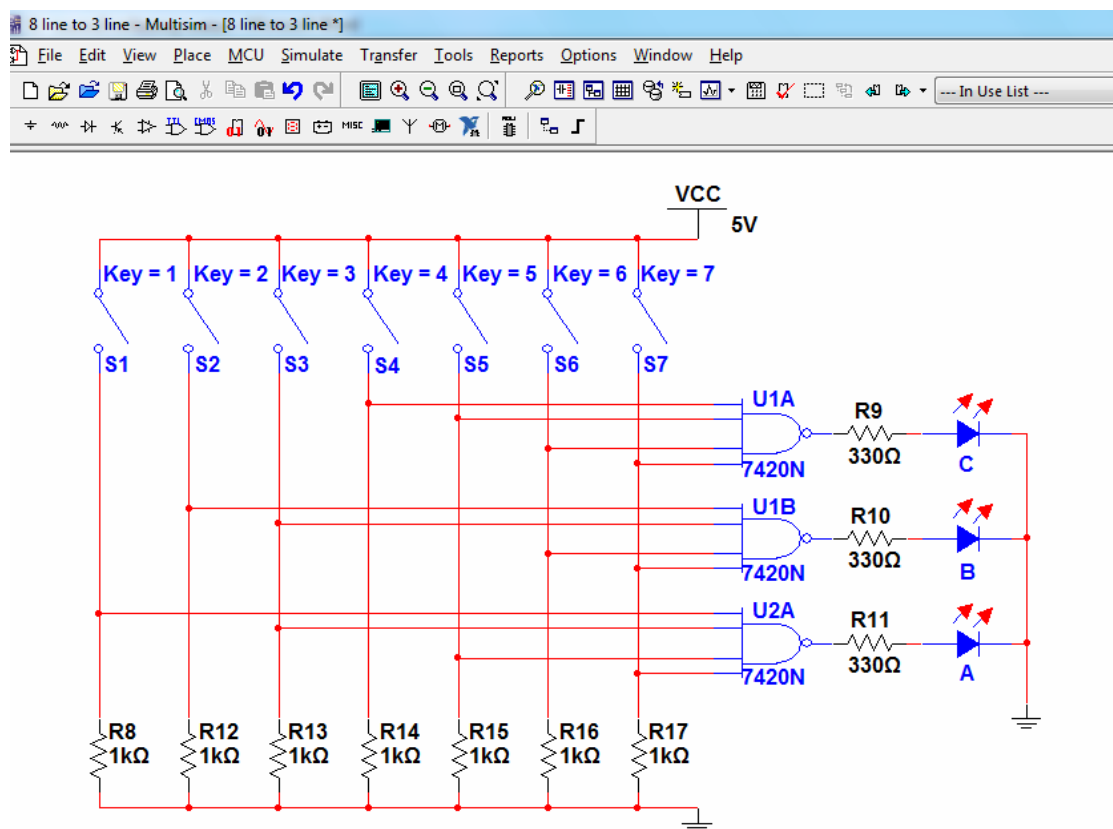 8 line to 3 line - Multisim - [8 line to 3 line *]
File Edit View Place MCU Simulate Transfer Tools Reports Options Window Help
--- In Use List ---
TTL CMOS MISC
VCC
5V
Key = 1 Key = 2 Key = 3 Key = 4 Key = 5 Key = 6 Key = 7
S1 S2 S3 S4 S5 S6 S7
U1A
7420N
R9
330Ω
C
U1B
7420N
R10
330Ω
B
U2A
7420N
R11
330Ω
A
R8 R12 R13 R14 R15 R16 R17
1kΩ 1kΩ 1kΩ 1kΩ 1kΩ 1kΩ 1kΩ